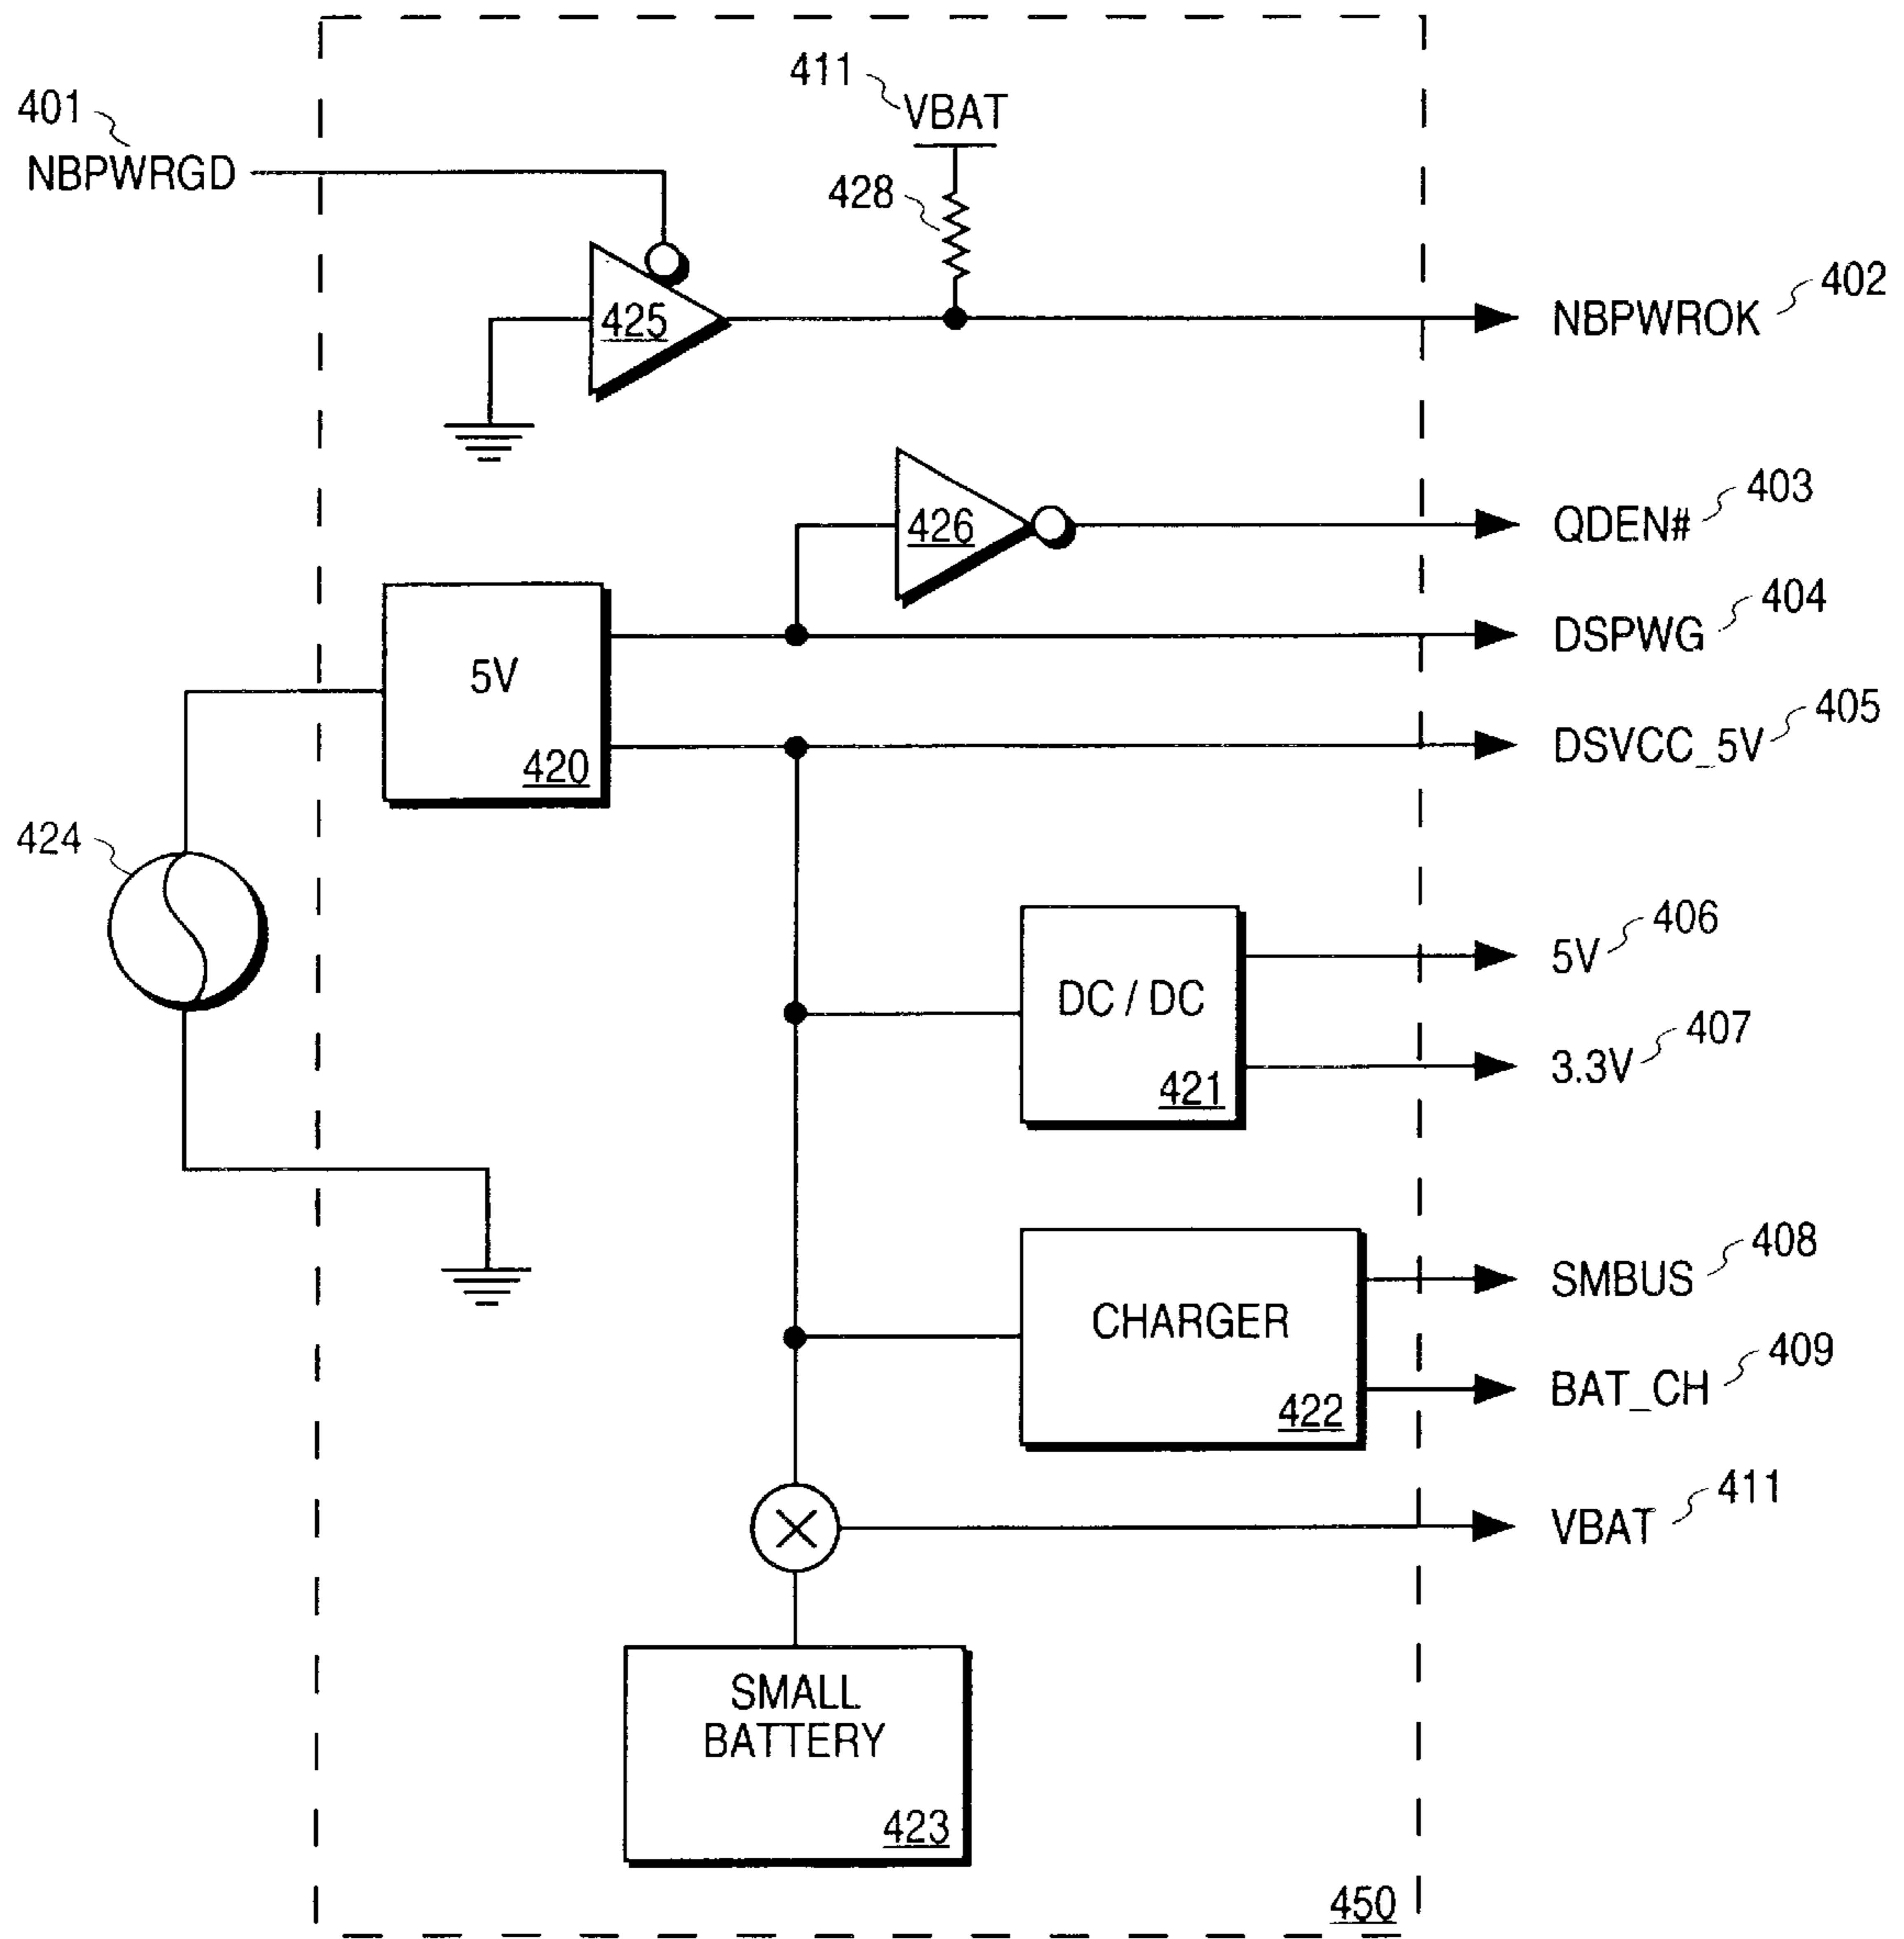 411
VBAT
401
NBPWRGD
428
425
NBPWROK 402
426
QDEN# 403
DSPWG 404
5V
420
DSVCC_5V 405
424
DC / DC
421
5V 406
3.3V 407
CHARGER
422
SMBUS 408
BAT_CH 409
VBAT 411
SMALL
BATTERY
423
450